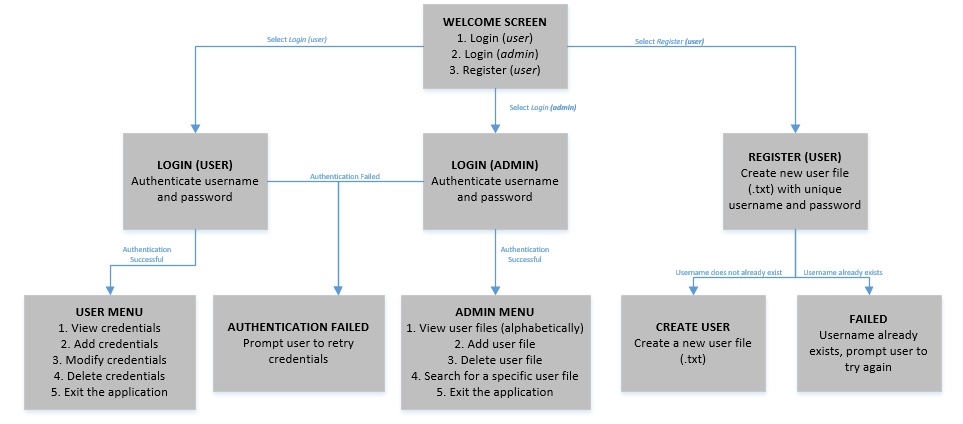 WELCOME SCREEN
1. Login (user)
2. Login (admin)
3. Register (user)
Select Login (user)
Select Register (user)
Select Login (admin)
LOGIN (USER)
Authenticate username
and password
Authentication Failed
LOGIN (ADMIN)
Authenticate username
and password
REGISTER (USER)
Create new user file
(.txt) with unique
username and password
Authentication
Successful
Authentication
Successful
Username does not already exist
Username already exists
USER MENU
1. View credentials
2. Add credentials
3. Modify credentials
4. Delete credentials
5. Exit the application
AUTHENTICATION FAILED
Prompt user to retry
credentials
ADMIN MENU
1. View user files (alphabetically)
2. Add user file
3. Delete user file
4. Search for a specific user file
5. Exit the application
CREATE USER
Create a new user file
(.txt)
FAILED
Username already
exists, prompt user to
try again